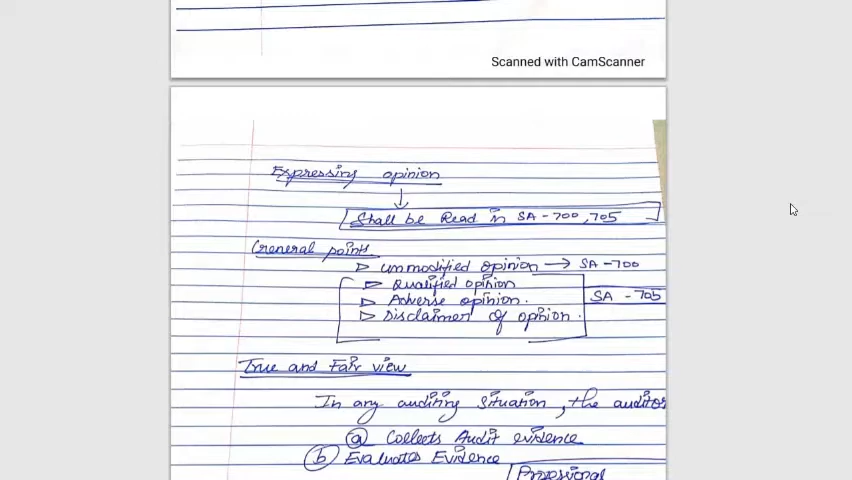 Scanned with CamScanner
Expressing opinion
Shall be Read in SA-700, 705
General points
unmodified opinion → SA-700
Qualified opinion
Adverse opinion.
SA-705
Disclaimer of opinion.
True and Fair view
In any auditing situation, the auditor
(a) Collects Audit evidence
(b) Evaluates Evidence